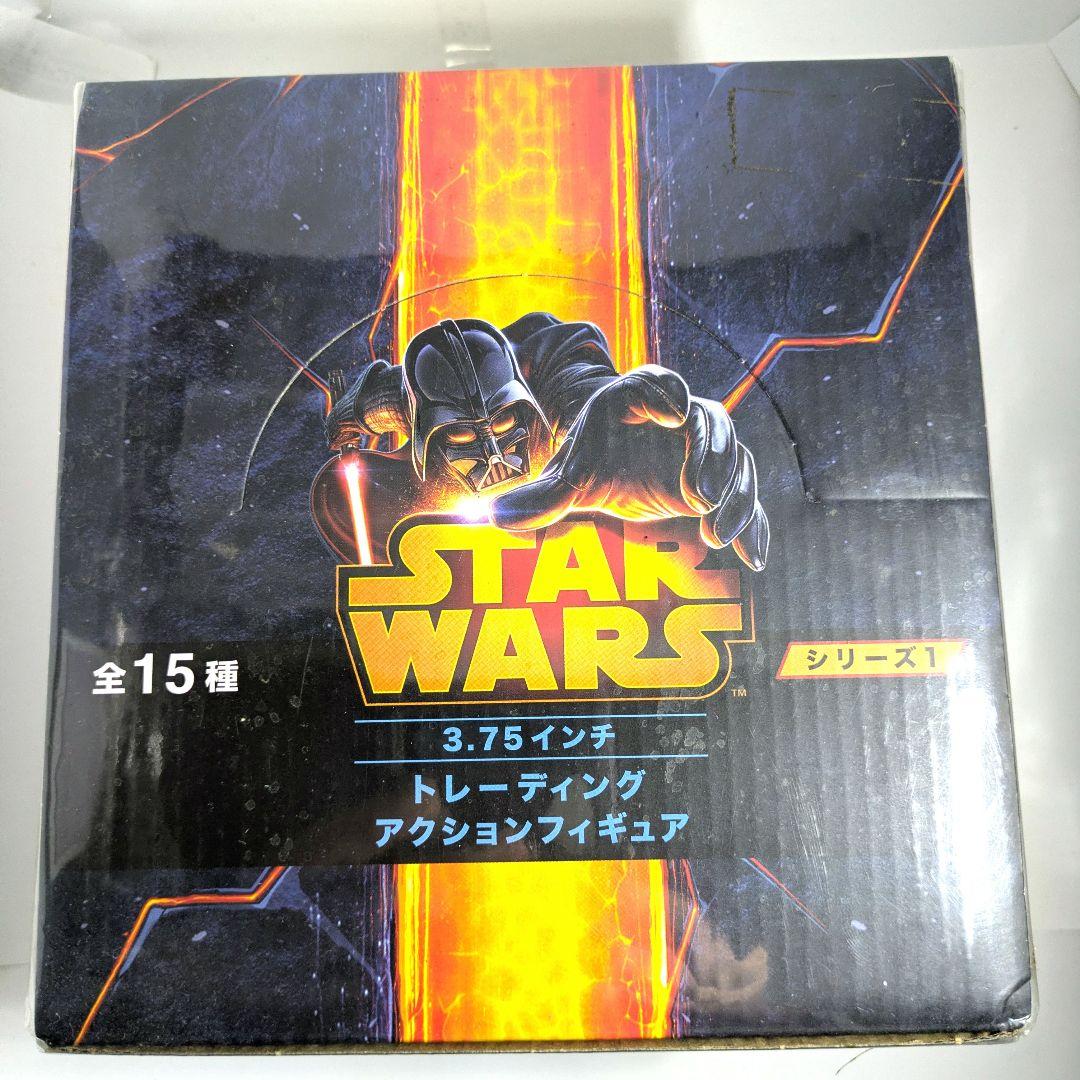 STAR
WARS
TM
全15種
シリーズ1
3.75インチ
トレーディング
アクションフィギュア